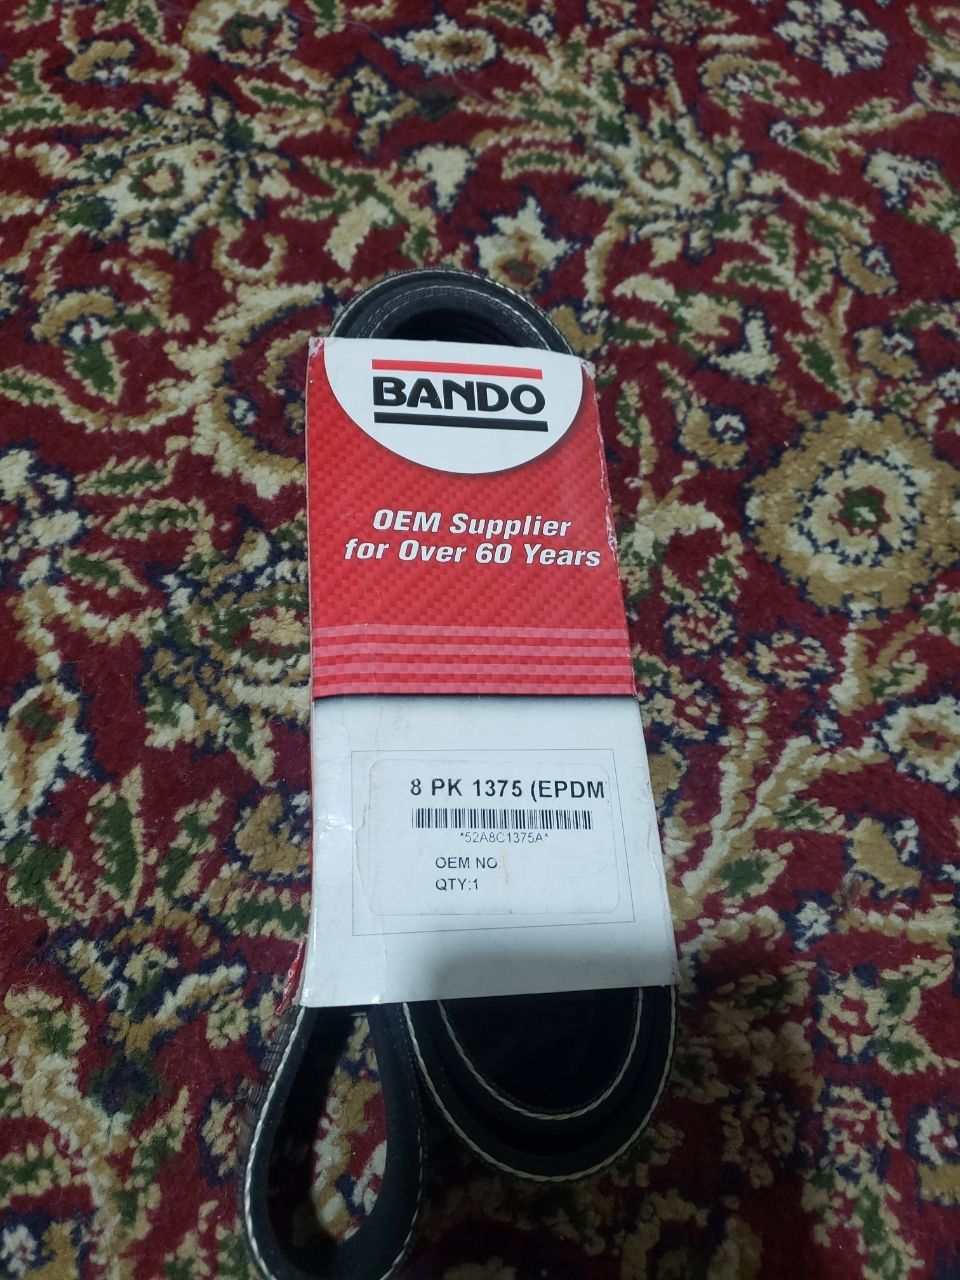 BANDO
OEM Supplier
for Over 60 Years
8 PK 1375 (EPDM
*52A8C1375A*
OEM NO
QTY:1